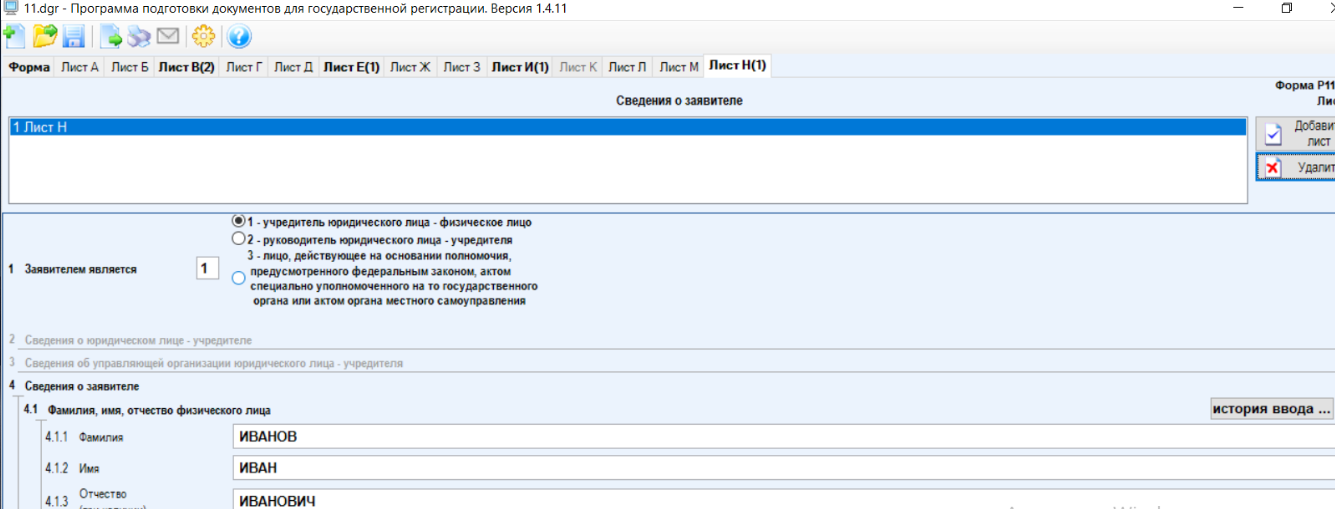 11.dgr - Программа подготовки документов для государственной регистрации. Версия 1.4.11
Форма Лист А Лист Б Лист В(2) Лист Г Лист Д Лист Е(1) Лист Ж Лист З Лист И(1) Лист К Лист Л Лист М Лист Н(1)
Форма Р11
Сведения о заявителе
1 Лист Н
лист
1 - учредитель юридического лица - физическое лицо
2 - руководитель юридического лица - учредителя
3 - лицо, действующее на основании полномочия,
1 Заявителем является 1 предусмотренного федеральным законом, актом
специально уполномоченного на то государственного
органа или актом органа местного самоуправления
2 Сведения о юридическом лице - учредителе
3 Сведения об управляющей организации юридического лица - учредителя
4 Сведения о заявителе
4.1 Фамилия, имя, отчество физического лица история ввода ...
4.1.1 Фамилия ИВАНОВ
4.1.2 Имя ИВАН
4.1.3 Отчество ИВАНОВИЧ